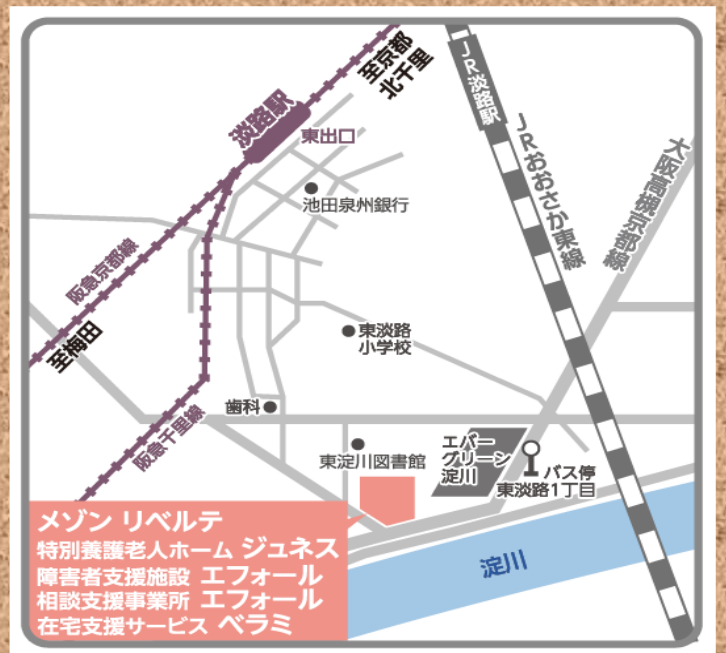 至京都
北千里
JR淡路駅
淡路駅
東出口
JRおおさか東線
大阪高槻京都線
池田泉州銀行
阪急京都線
至梅田
東淡路
小学校
歯科
阪急千里線
東淀川図書館
エバー
グリーン
淀川
バス停
東淡路1丁目
淀川
メゾン リベルテ
特別養護老人ホーム ジュネス
障害者支援施設 エフォール
相談支援事業所 エフォール
在宅支援サービス ベラミ